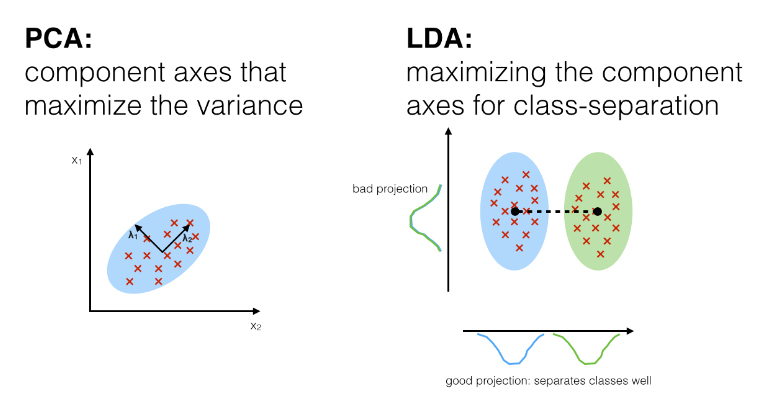 PCA:
component axes that
maximize the variance
LDA:
maximizing the component
axes for class-separation
x₁
λ₁
λ₂
x₂
bad projection
good projection: separates classes well